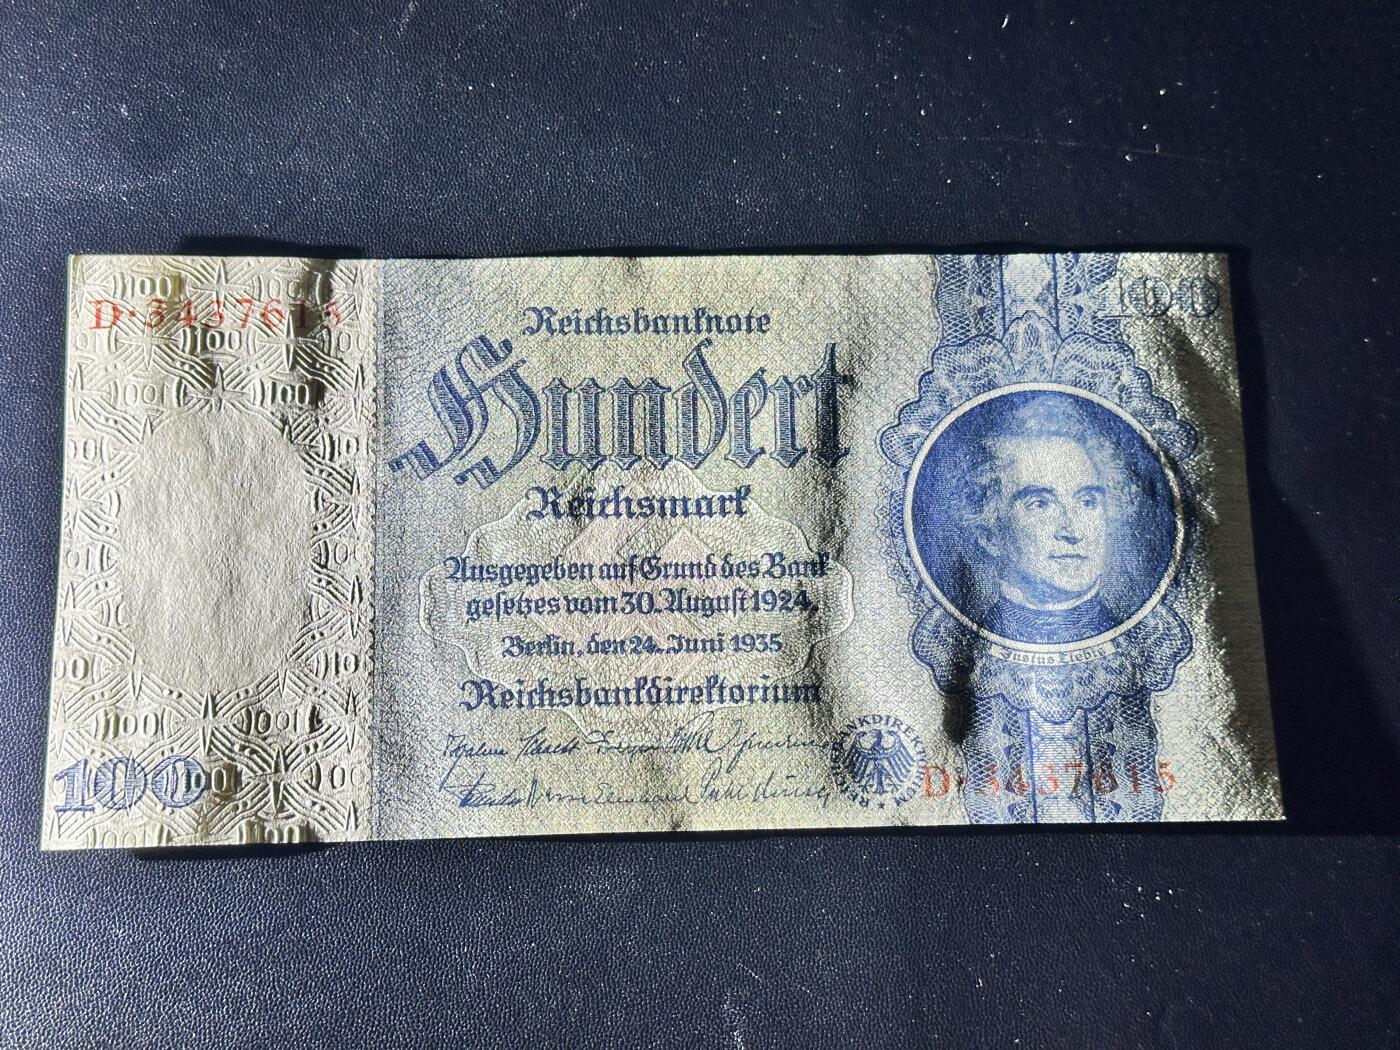 100
D·3437615
Reichsbanknote
Hundert
Reichsmark
Ausgegeben auf Grund des Bank
gesetzes vom 30. August 1924.
Berlin, den 24. Juni 1935
Reichsbankdirektorium
REICHSBANKDIREKTORIUM
Justus Liebig
D·3437615
100